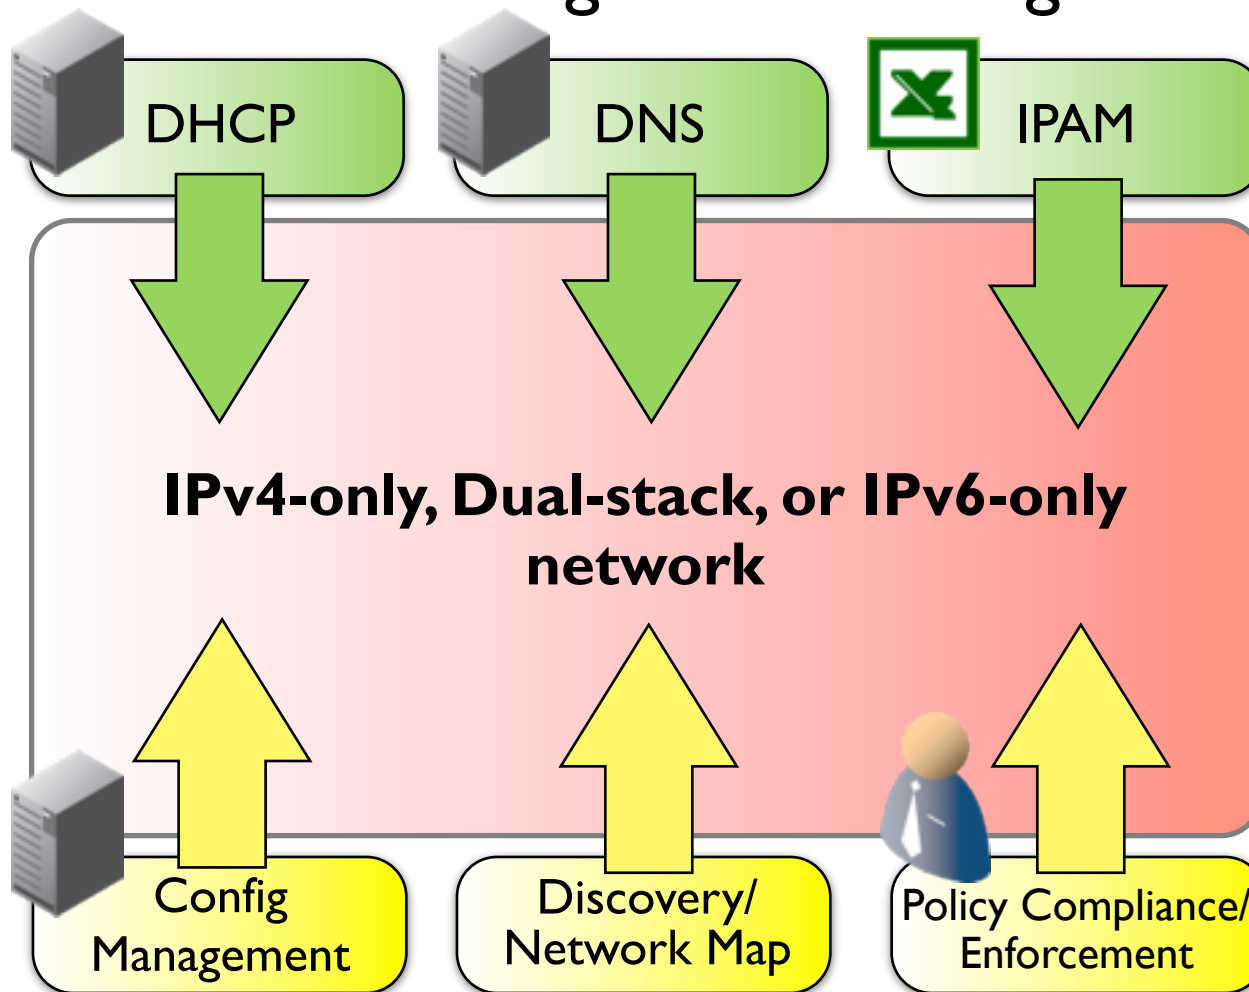 DHCP
DNS
IPAM
IPv4-only, Dual-stack, or IPv6-only
network
Config
Management
Discovery/
Network Map
Policy Compliance/
Enforcement